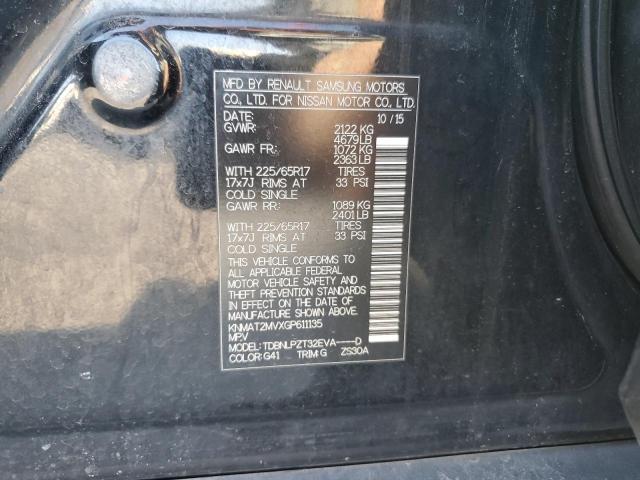 MFD BY RENAULT SAMSUNG MOTORS
CO., LTD. FOR NISSAN MOTOR CO., LTD.
DATE: 10/15
GVWR: 2122 KG
4679 LB
GAWR FR: 1072 KG
2363 LB
WITH 225/65R17 TIRES
17x7J RIMS AT 33 PSI
COLD SINGLE
GAWR RR: 1089 KG
2401 LB
WITH 225/65R17 TIRES
17x7J RIMS AT 33 PSI
COLD SINGLE
THIS VEHICLE CONFORMS TO
ALL APPLICABLE FEDERAL
MOTOR VEHICLE SAFETY AND
THEFT PREVENTION STANDARDS
IN EFFECT ON THE DATE OF
MANUFACTURE SHOWN ABOVE.
KNMAT2MVXGP611135
MPV
MODEL: TDBNLPZT32EVA----D
COLOR: G41 TRIM: G ZS30A